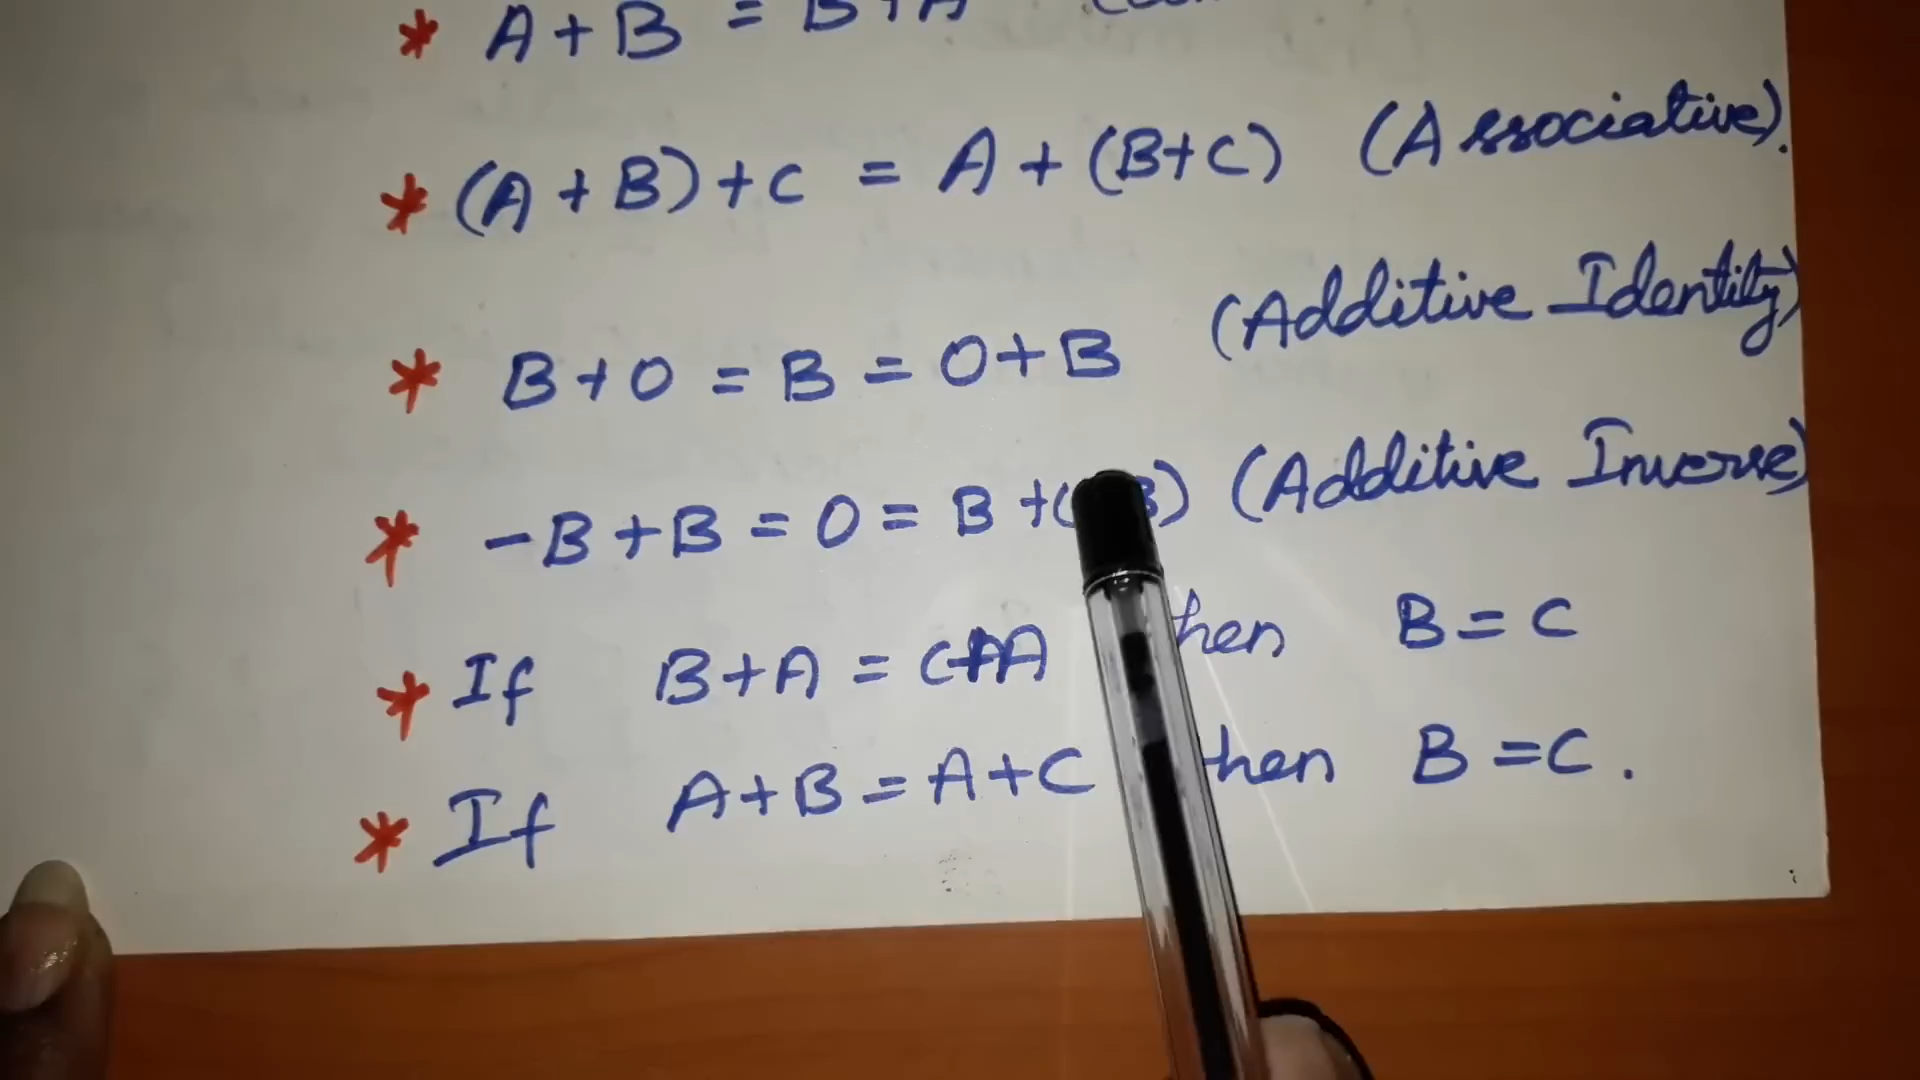 * A + B = B + A
* (A + B) + C = A + (B+C) (Associative).
* B + 0 = B = 0 + B (Additive Identity)
* -B + B = 0 = B + ( B) (Additive Inverse)
* If B + A = C+A then B = C
* If A + B = A + C then B = C.